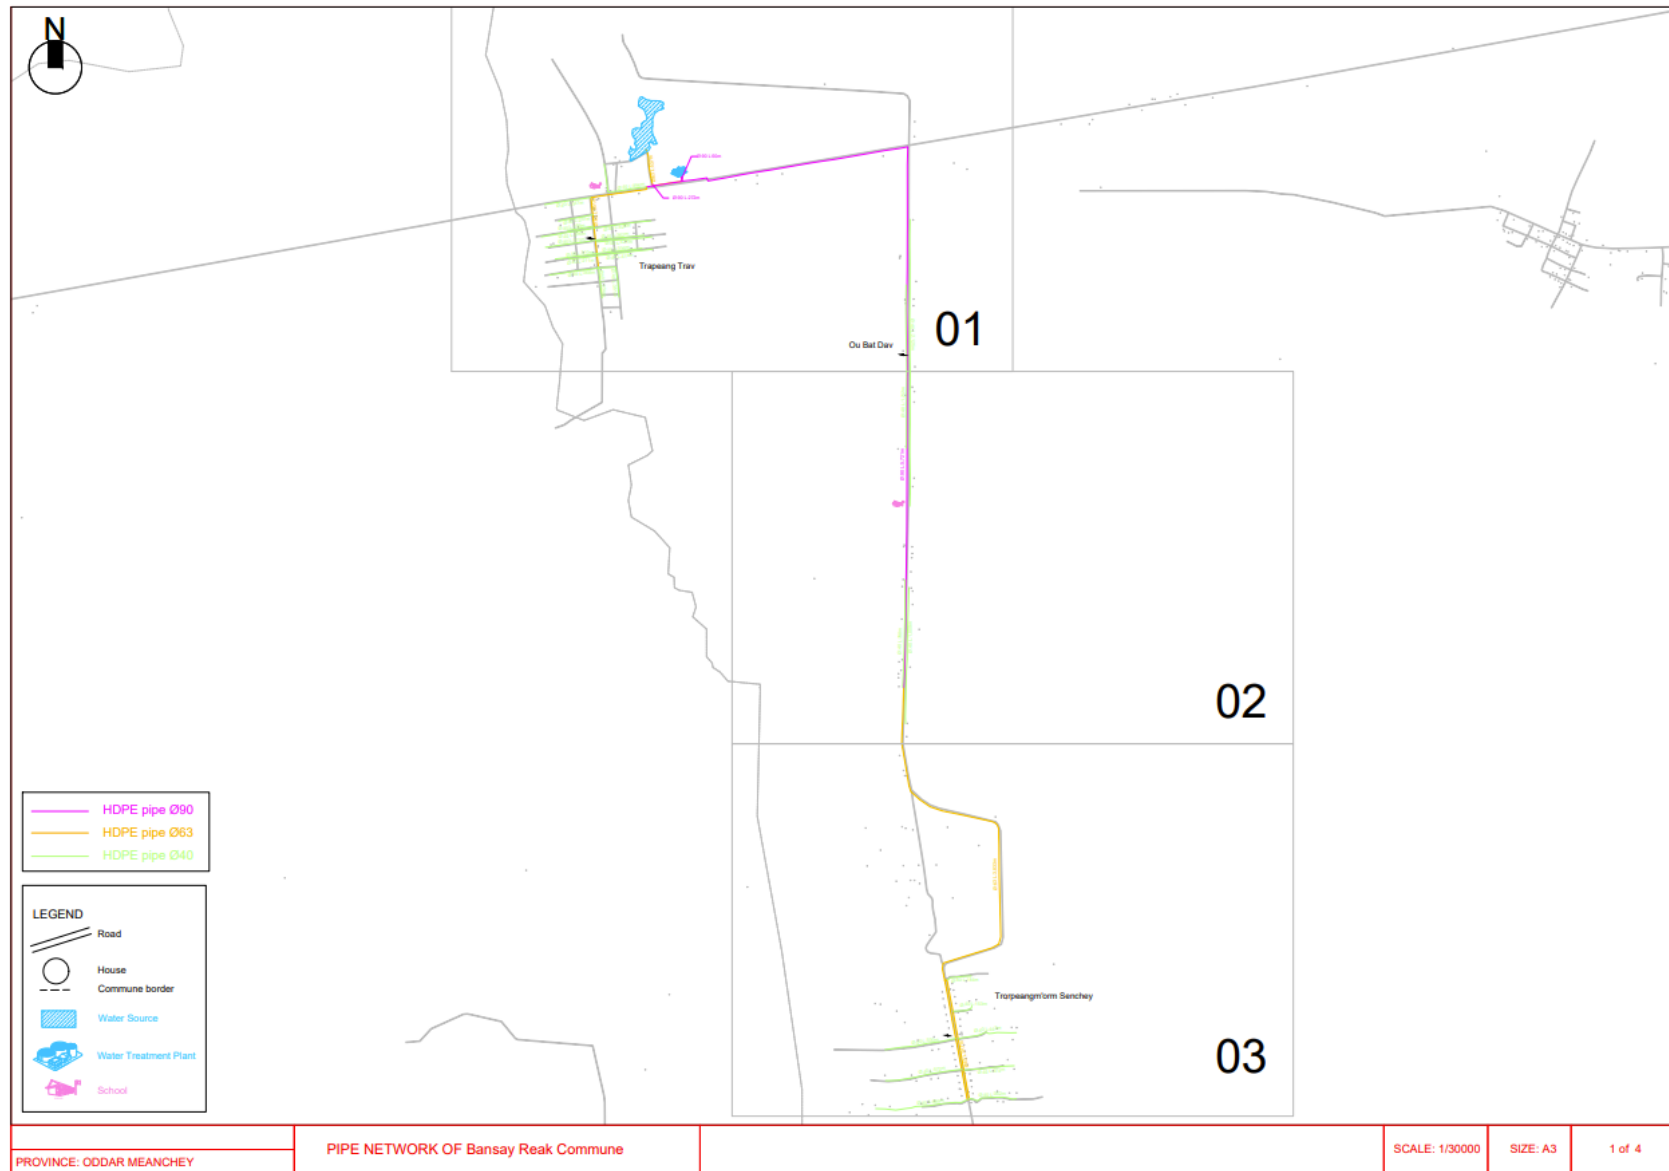 N
Trapeang Trav
01
Ou Bat Dav
02
HDPE pipe Ø90
HDPE pipe Ø63
HDPE pipe Ø40
LEGEND
Road
House
Commune border
Water Source
Water Treatment Plant
School
Trorpeangm'orm Senchey
03
PROVINCE: ODDAR MEANCHEY
PIPE NETWORK OF Bansay Reak Commune
SCALE: 1/30000
SIZE: A3
1 of 4